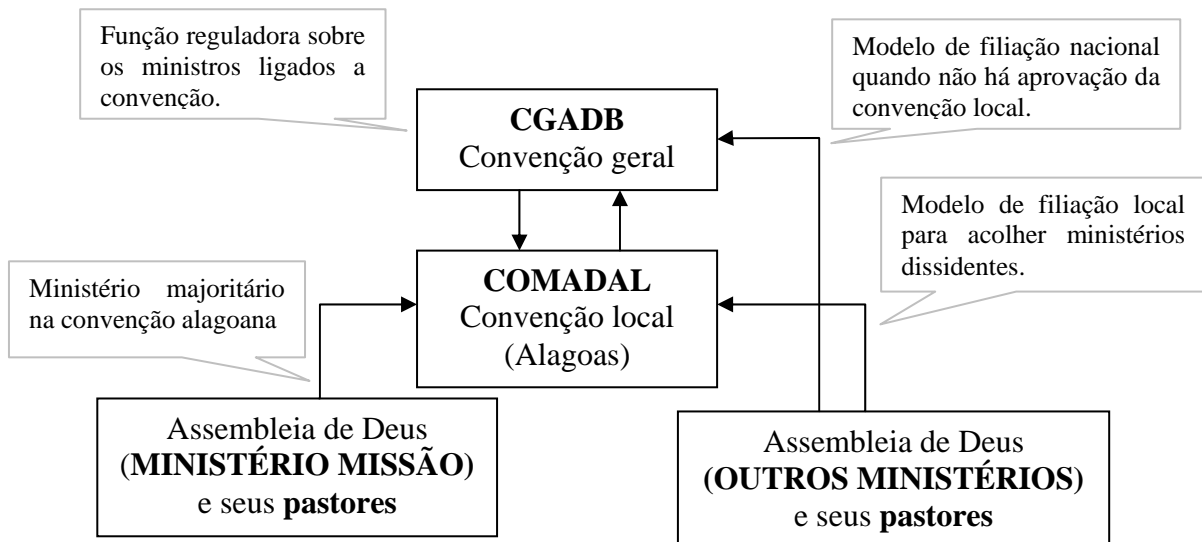 Função reguladora sobre
os ministros ligados a
convenção.
Modelo de filiação nacional
quando não há aprovação da
convenção local.
CGADB
Convenção geral
Modelo de filiação local
para acolher ministérios
dissidentes.
Ministério majoritário
na convenção alagoana
COMADAL
Convenção local
(Alagoas)
Assembleia de Deus
(MINISTÉRIO MISSÃO)
e seus pastores
Assembleia de Deus
(OUTROS MINISTÉRIOS)
e seus pastores